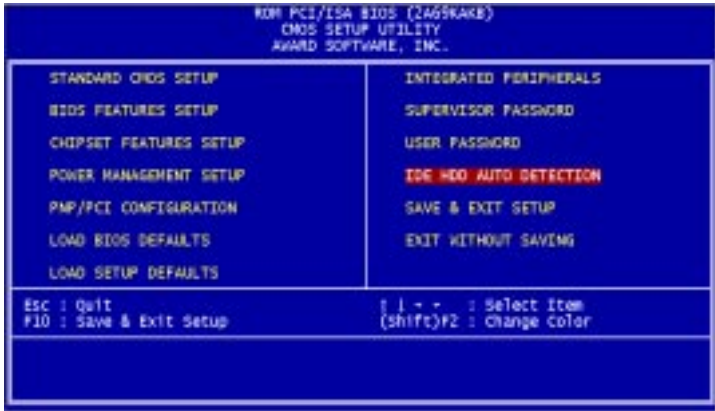 ROM PCI/ISA BIOS (2A69KAKB)
CMOS SETUP UTILITY
AWARD SOFTWARE, INC.
STANDARD CMOS SETUP
BIOS FEATURES SETUP
CHIPSET FEATURES SETUP
POWER MANAGEMENT SETUP
PNP/PCI CONFIGURATION
LOAD BIOS DEFAULTS
LOAD SETUP DEFAULTS
INTEGRATED PERIPHERALS
SUPERVISOR PASSWORD
USER PASSWORD
IDE HDD AUTO DETECTION
SAVE & EXIT SETUP
EXIT WITHOUT SAVING
Esc : Quit
F10 : Save & Exit Setup
: Select Item
(Shift)F2 : Change Color